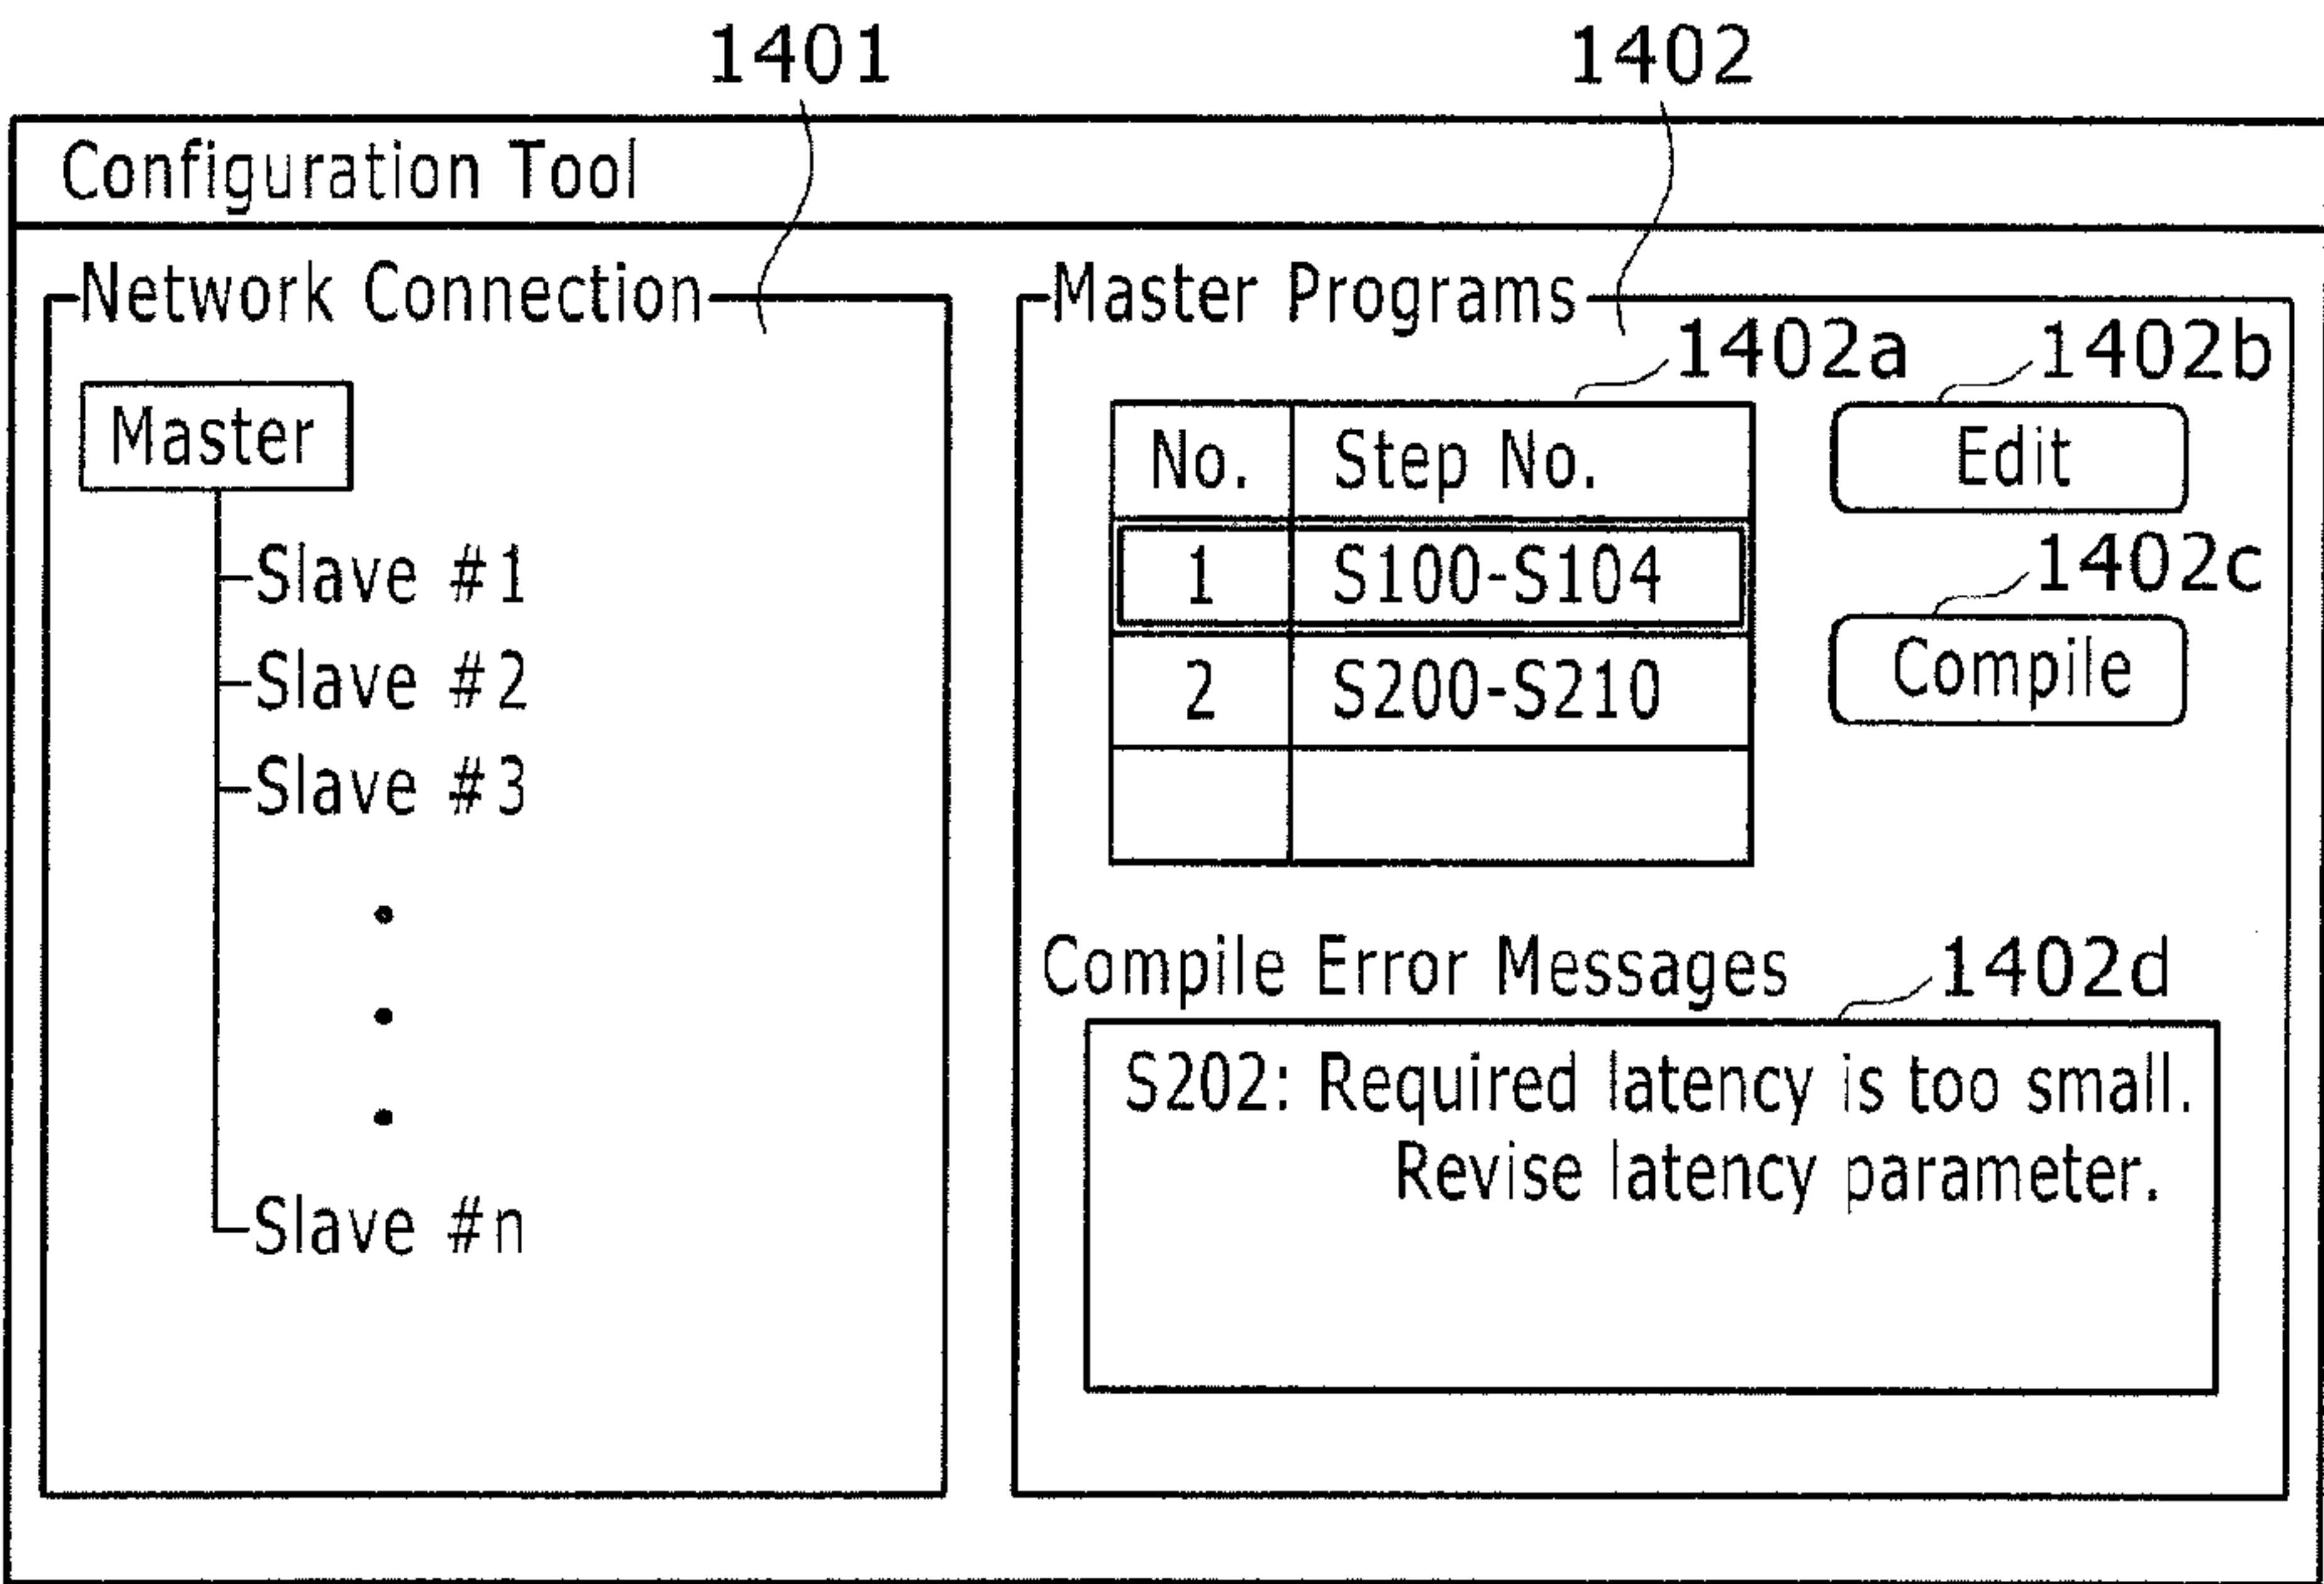 1401
1402
Configuration Tool
Network Connection
Master
Slave #1
Slave #2
Slave #3
Slave #n
Master Programs
1402a
1402b
No. Step No.
1 S100-S104
2 S200-S210
Edit
1402c
Compile
Compile Error Messages
1402d
S202: Required latency is too small.
Revise latency parameter.